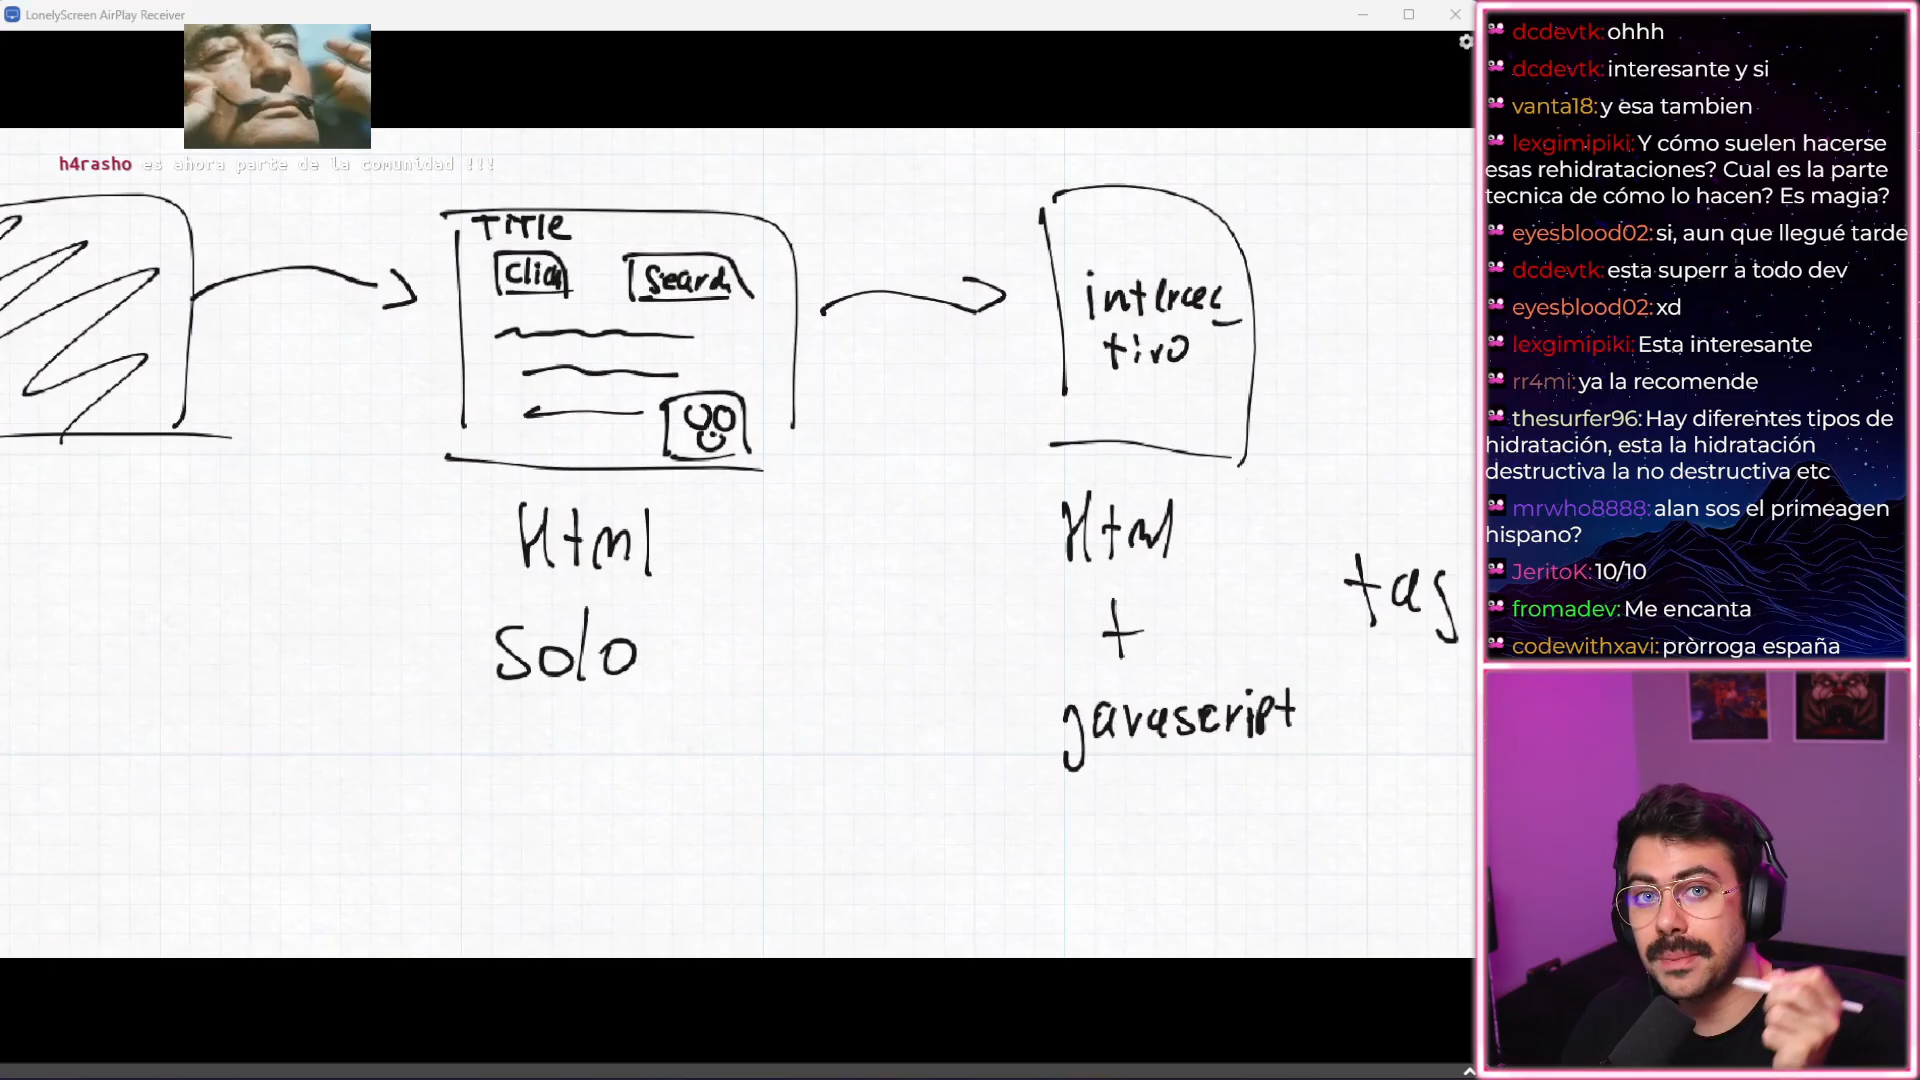 LonelyScreen AirPlay Receiver
h4rasho es ahora parte de la comunidad !!!
TITLE
Click
Search
Html
Solo
interac
tivo
Html
+
javascript
tag
dcdevtk: ohhh
dcdevtk: interesante y si
vanta18: y esa tambien
lexgimipiki: Y cómo suelen hacerse
esas rehidrataciones? Cual es la parte
tecnica de cómo lo hacen? Es magia?
eyesblood02: si, aun que llegué tarde
dcdevtk: esta superr a todo dev
eyesblood02: xd
lexgimipiki: Esta interesante
rr4mi: ya la recomende
thesurfer96: Hay diferentes tipos de
hidratación, esta la hidratación
destructiva la no destructiva etc
mrwho8888: alan sos el primeagen
hispano?
JeritoK: 10/10
fromadev: Me encanta
codewithxavi: pròrroga españa